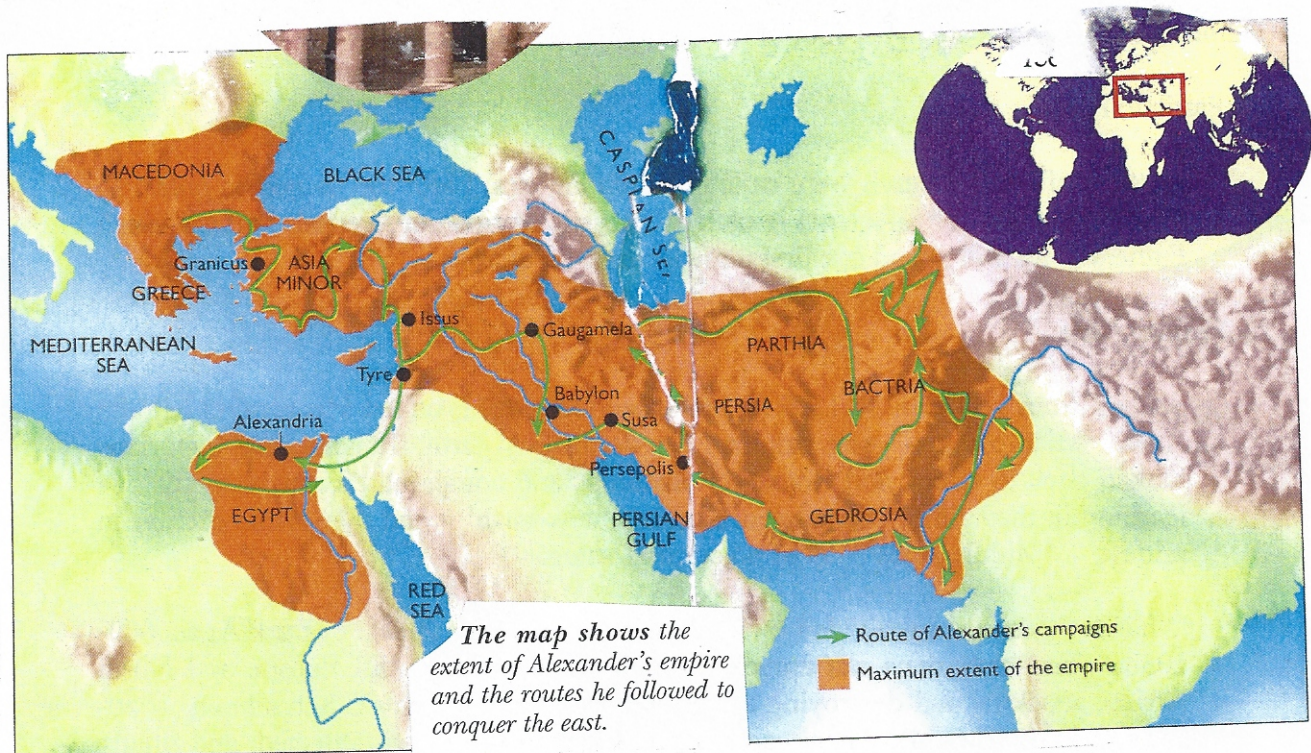 MACEDONIA
BLACK SEA
CASPIAN SE
Granicus
ASIA
MINOR
GREECE
Issus
Gaugamela
MEDITERRANEAN
SEA
PARTHIA
Tyre
BACTRIA
Babylon
PERSIA
Alexandria
Susa
Persepolis
EGYPT
PERSIAN
GULF
GEDROSIA
RED
SEA
The map shows the
extent of Alexander's empire
and the routes he followed to
conquer the east.
Route of Alexander's campaigns
Maximum extent of the empire